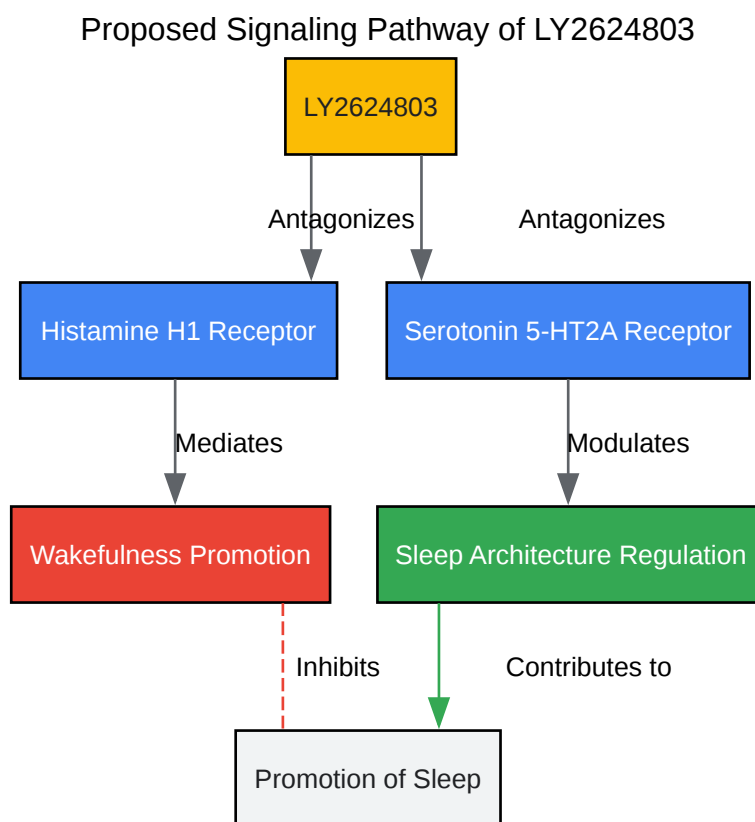 Proposed Signaling Pathway of LY2624803
LY2624803
Antagonizes
Antagonizes
Histamine H1 Receptor
Serotonin 5-HT2A Receptor
Mediates
Modulates
Wakefulness Promotion
Sleep Architecture Regulation
Inhibits
Contributes to
Promotion of Sleep